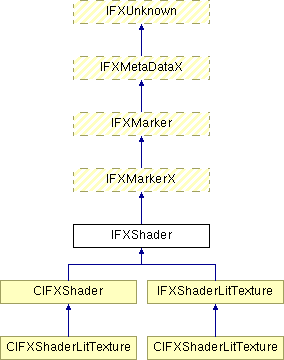 IFXUnknown
IFXMetaDataX
IFXMarker
IFXMarkerX
IFXShader
CIFXShader
IFXShaderLitTexture
CIFXShaderLitTexture
CIFXShaderLitTexture